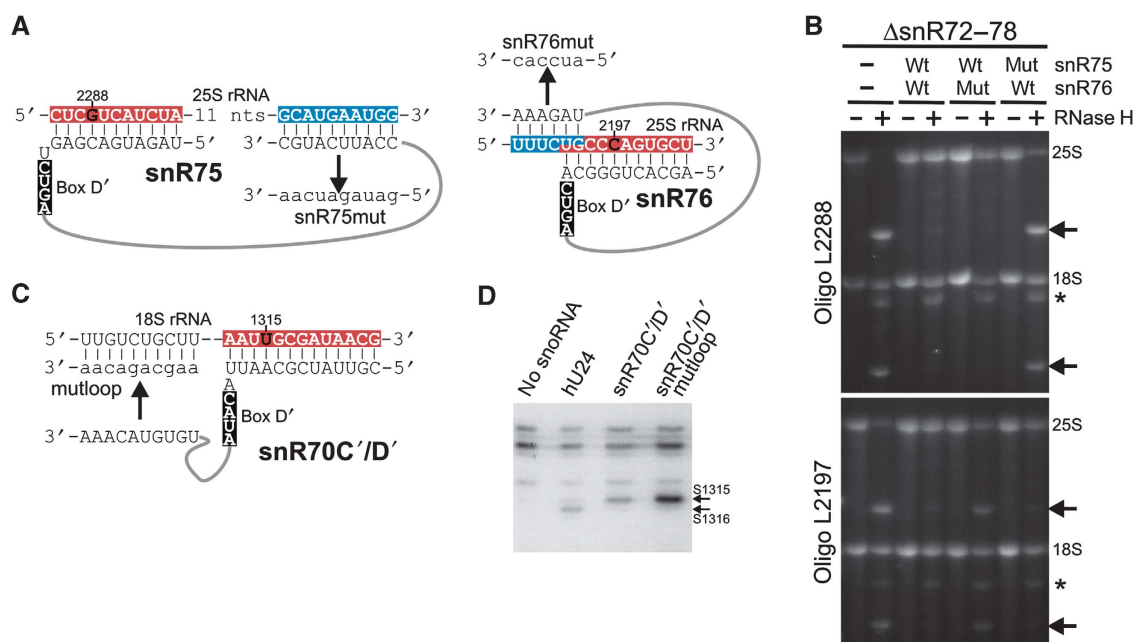 A
2288
25S rRNA
5′-CUCGUCAUCUA-11 nts-GCAUGAAUGG-3′
GAGCAGUAGAU
3′-CGUACUUACC
U
CUGA
Box D′
snR75
3′-aacuagauag-5′
snR75mut
snR76mut
3′-caccua-5′
AAAGAU
2197
25S rRNA
5′-UUUCUGCCCAGUGCU-3′
ACGGGUCACGA
CUGA
Box D′
snR76
B
ΔsnR72–78
– Wt Wt Mut snR75
– Wt Mut Wt snR76
– + – + – + – + RNase H
Oligo L2288
25S
18S
*
Oligo L2197
25S
18S
*
C
18S rRNA
1315
5′-UUGUCUGCUU--AAUUGCGAUAACG-3′
3′-aacagacgaa
UUAACGCUAUUGC-5′
mutloop
A
CAUA
Box D′
3′-AAACAUGUGU
snR70C′/D′
D
No snoRNA
hU24
snR70C′/D′
snR70C′/D′
mutloop
S1315
S1316